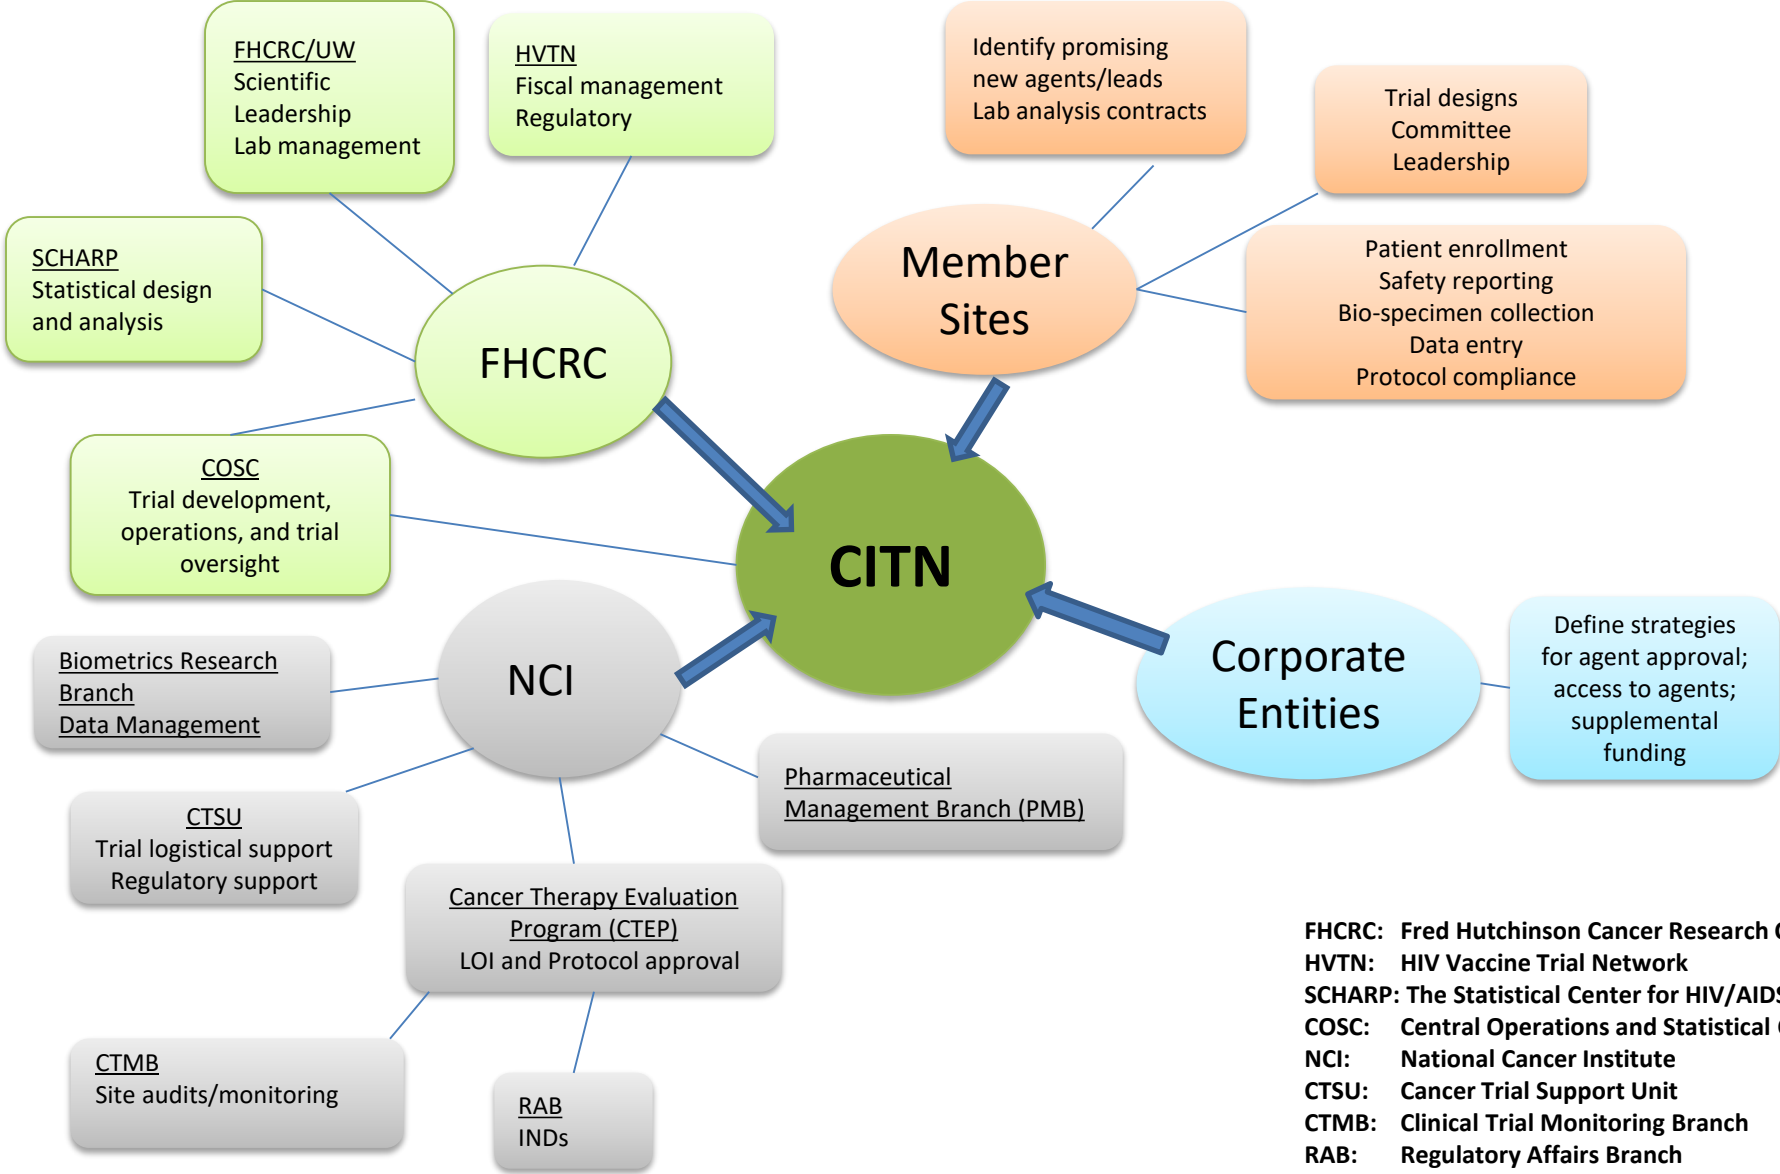 FHCRC/UW
Scientific
Leadership
Lab management
HVTN
Fiscal management
Regulatory
Identify promising
new agents/leads
Lab analysis contracts
Trial designs
Committee
Leadership
SCHARP
Statistical design
and analysis
FHCRC
Member
Sites
Patient enrollment
Safety reporting
Bio-specimen collection
Data entry
Protocol compliance
COSC
Trial development,
operations, and trial
oversight
CITN
Biometrics Research
Branch
Data Management
NCI
Corporate
Entities
Define strategies
for agent approval;
access to agents;
supplemental
funding
CTSU
Trial logistical support
Regulatory support
Pharmaceutical
Management Branch (PMB)
Cancer Therapy Evaluation
Program (CTEP)
LOI and Protocol approval
CTMB
Site audits/monitoring
RAB
INDs
FHCRC: Fred Hutchinson Cancer Research
HVTN: HIV Vaccine Trial Network
SCHARP: The Statistical Center for HIV/AIDS
COSC: Central Operations and Statistical
NCI: National Cancer Institute
CTSU: Cancer Trial Support Unit
CTMB: Clinical Trial Monitoring Branch
RAB: Regulatory Affairs Branch